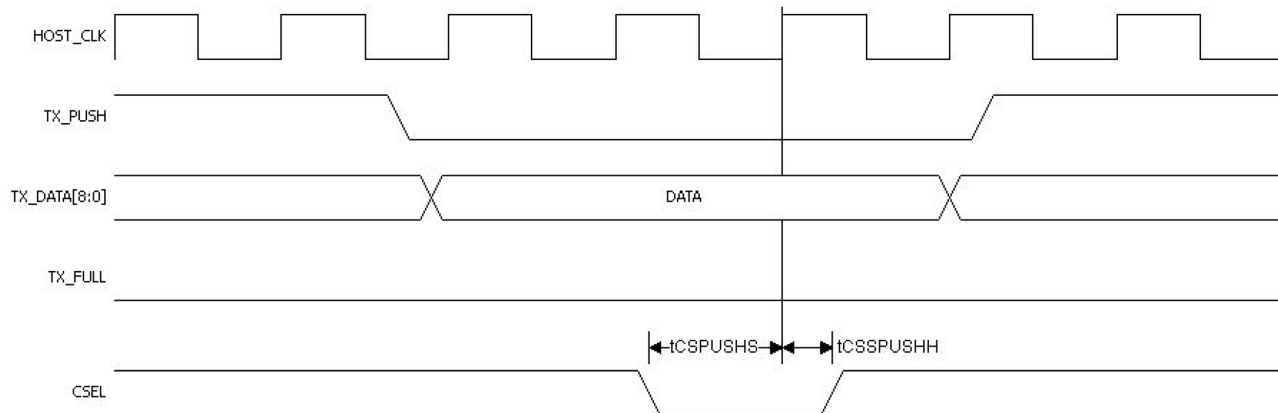 HOST_CLK
TX_PUSH
TX_DATA[8:0]
DATA
TX_FULL
tCSPUSHS
tCSSPUSHH
CSEL